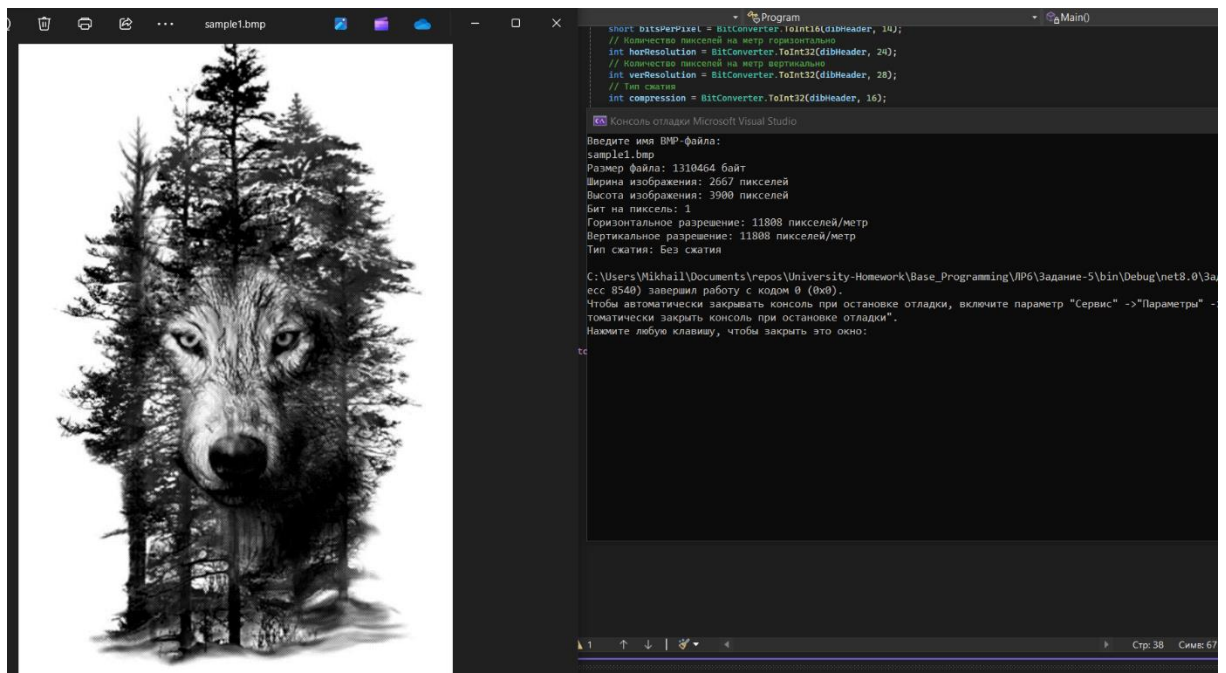 sample1.bmp
Program
Main()
short bitsPerPixel = BitConverter.ToInt16(dibHeader, 14);
// Количество пикселей на метр горизонтально
int horResolution = BitConverter.ToInt32(dibHeader, 24);
// Количество пикселей на метр вертикально
int verResolution = BitConverter.ToInt32(dibHeader, 28);
// Тип сжатия
int compression = BitConverter.ToInt32(dibHeader, 16);
Консоль отладки Microsoft Visual Studio
Введите имя BMP-файла:
sample1.bmp
Размер файла: 1310464 байт
Ширина изображения: 2667 пикселей
Высота изображения: 3900 пикселей
Бит на пиксель: 1
Горизонтальное разрешение: 11808 пикселей/метр
Вертикальное разрешение: 11808 пикселей/метр
Тип сжатия: Без сжатия
C:\Users\Mikhail\Documents\repos\University-Homework\Base_Programming\ЛР6\Задание-5\bin\Debug\net8.0\Зад
есс 8540) завершил работу с кодом 0 (0x0).
Чтобы автоматически закрывать консоль при остановке отладки, включите параметр "Сервис" ->"Параметры" -
томатически закрыть консоль при остановке отладки".
Нажмите любую клавишу, чтобы закрыть это окно:
to
1
Стр: 38 Симв: 67